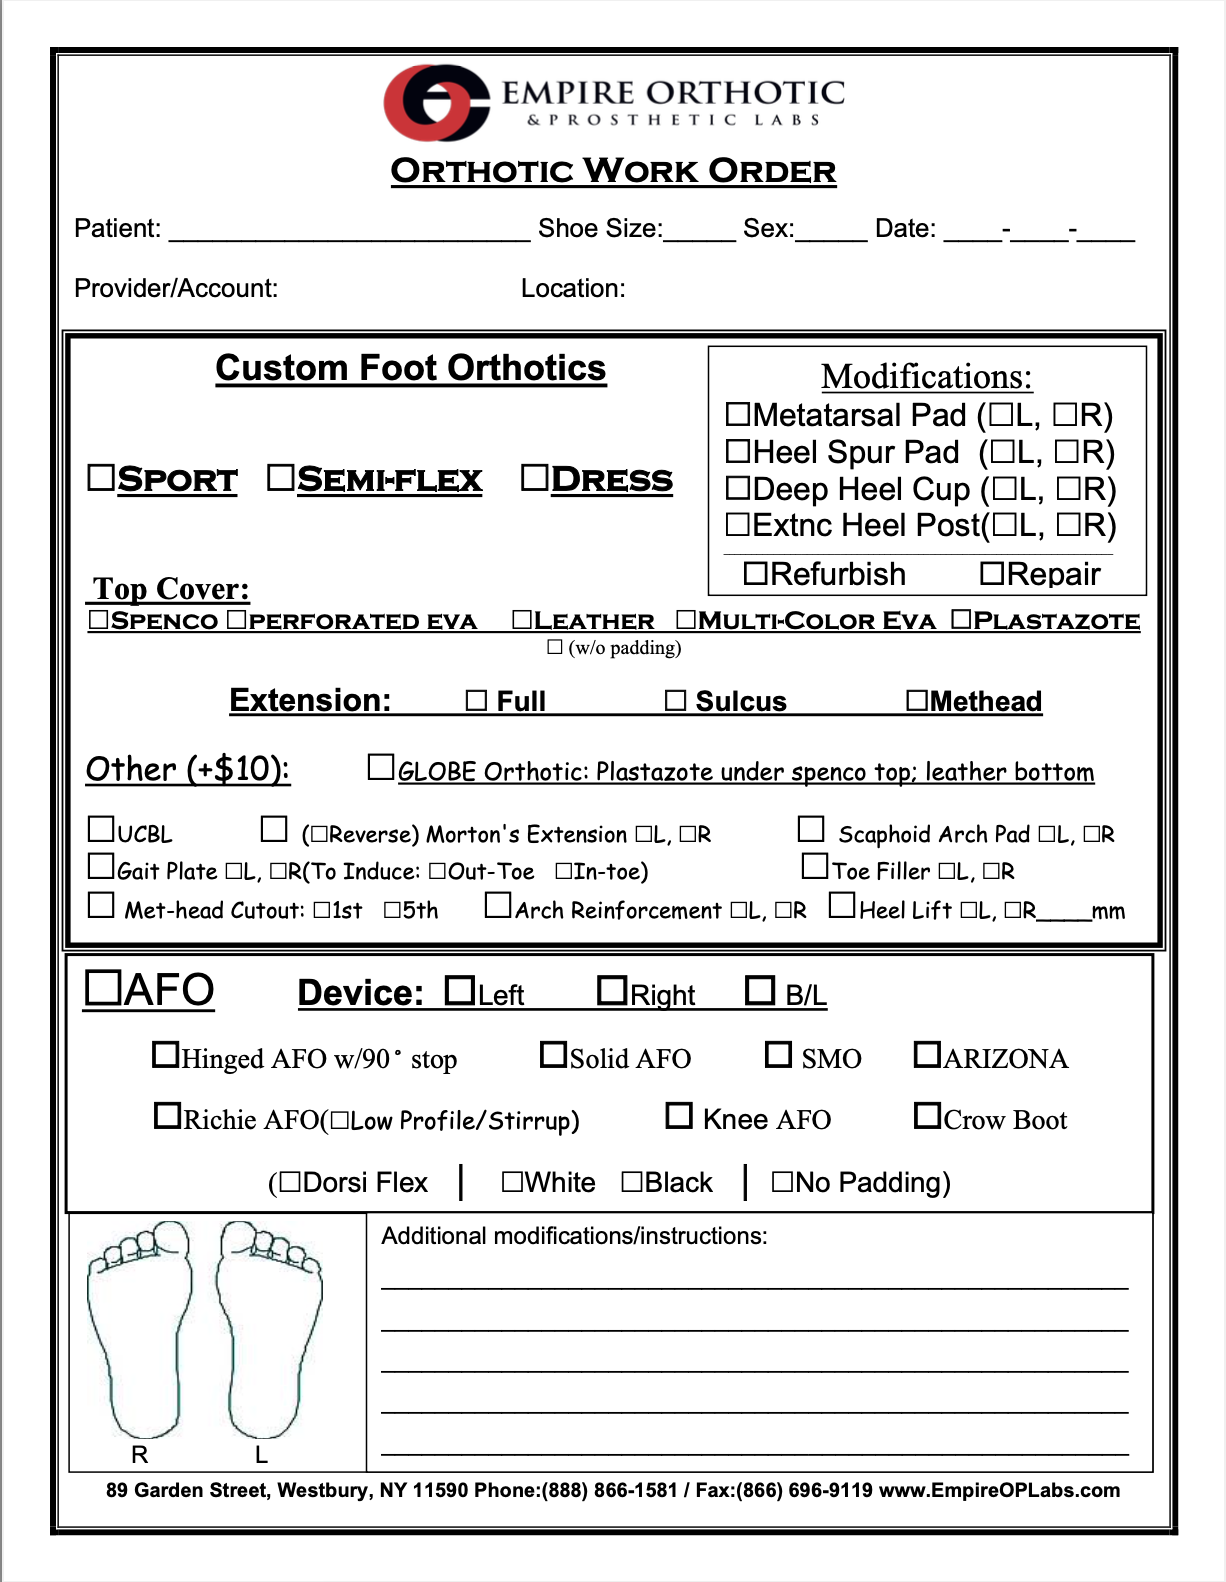 EMPIRE ORTHOTIC
& PROSTHETIC LABS
ORTHOTIC WORK ORDER
Patient: __________________________ Shoe Size:_____ Sex:_____ Date: ____-____-____
Provider/Account: Location:
Custom Foot Orthotics
☐SPORT ☐SEMI-FLEX ☐DRESS
Modifications:
☐Metatarsal Pad (☐L, ☐R)
☐Heel Spur Pad (☐L, ☐R)
☐Deep Heel Cup (☐L, ☐R)
☐Extnc Heel Post(☐L, ☐R)
☐Refurbish ☐Repair
Top Cover:
☐SPENCO ☐PERFORATED EVA ☐LEATHER ☐MULTI-COLOR EVA ☐PLASTAZOTE
☐ (w/o padding)
Extension: ☐ Full ☐ Sulcus ☐Methead
Other (+$10): ☐GLOBE Orthotic: Plastazote under spenco top; leather bottom
☐UCBL ☐ (☐Reverse) Morton's Extension ☐L, ☐R ☐ Scaphoid Arch Pad ☐L, ☐R
☐Gait Plate ☐L, ☐R(To Induce: ☐Out-Toe ☐In-toe) ☐Toe Filler ☐L, ☐R
☐ Met-head Cutout: ☐1st ☐5th ☐Arch Reinforcement ☐L, ☐R ☐Heel Lift ☐L, ☐R____mm
☐AFO Device: ☐Left ☐Right ☐ B/L
☐Hinged AFO w/90° stop ☐Solid AFO ☐ SMO ☐ARIZONA
☐Richie AFO(☐Low Profile/Stirrup) ☐ Knee AFO ☐Crow Boot
(☐Dorsi Flex | ☐White ☐Black | ☐No Padding)
R L
Additional modifications/instructions:
89 Garden Street, Westbury, NY 11590 Phone:(888) 866-1581 / Fax:(866) 696-9119 www.EmpireOPLabs.com